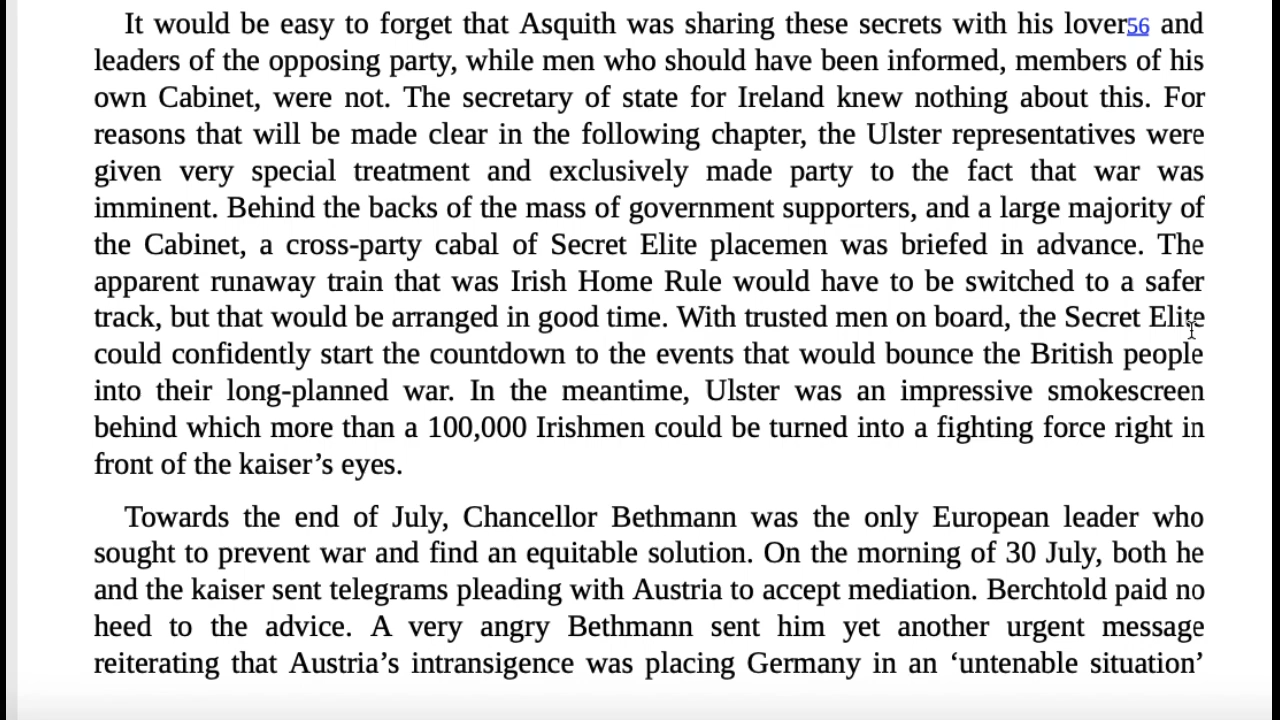 It would be easy to forget that Asquith was sharing these secrets with his lover56 and
leaders of the opposing party, while men who should have been informed, members of his
own Cabinet, were not. The secretary of state for Ireland knew nothing about this. For
reasons that will be made clear in the following chapter, the Ulster representatives were
given very special treatment and exclusively made party to the fact that war was
imminent. Behind the backs of the mass of government supporters, and a large majority of
the Cabinet, a cross-party cabal of Secret Elite placemen was briefed in advance. The
apparent runaway train that was Irish Home Rule would have to be switched to a safer
track, but that would be arranged in good time. With trusted men on board, the Secret Elite
could confidently start the countdown to the events that would bounce the British people
into their long-planned war. In the meantime, Ulster was an impressive smokescreen
behind which more than a 100,000 Irishmen could be turned into a fighting force right in
front of the kaiser’s eyes.
Towards the end of July, Chancellor Bethmann was the only European leader who
sought to prevent war and find an equitable solution. On the morning of 30 July, both he
and the kaiser sent telegrams pleading with Austria to accept mediation. Berchtold paid no
heed to the advice. A very angry Bethmann sent him yet another urgent message
reiterating that Austria’s intransigence was placing Germany in an ‘untenable situation’